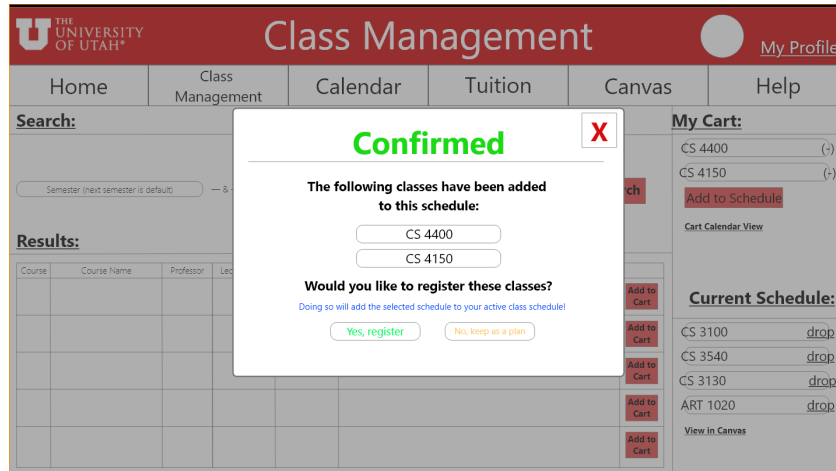 THE
UNIVERSITY
OF UTAH®
Class Management
My Profile
Home
Class
Management
Calendar
Tuition
Canvas
Help
Search:
Semester (next semester is default)
— &
Results:
Course
Course Name
Professor
Add to
Cart
Add to
Cart
Add to
Cart
Add to
Cart
Add to
Cart
X
Confirmed
The following classes have been added
to this schedule:
CS 4400
CS 4150
Would you like to register these classes?
Doing so will add the selected schedule to your active class schedule!
Yes, register
No, keep as a plan
My Cart:
CS 4400 (-)
CS 4150 (-)
Add to Schedule
Cart Calendar View
Current Schedule:
CS 3100 drop
CS 3540 drop
CS 3130 drop
ART 1020 drop
View in Canvas